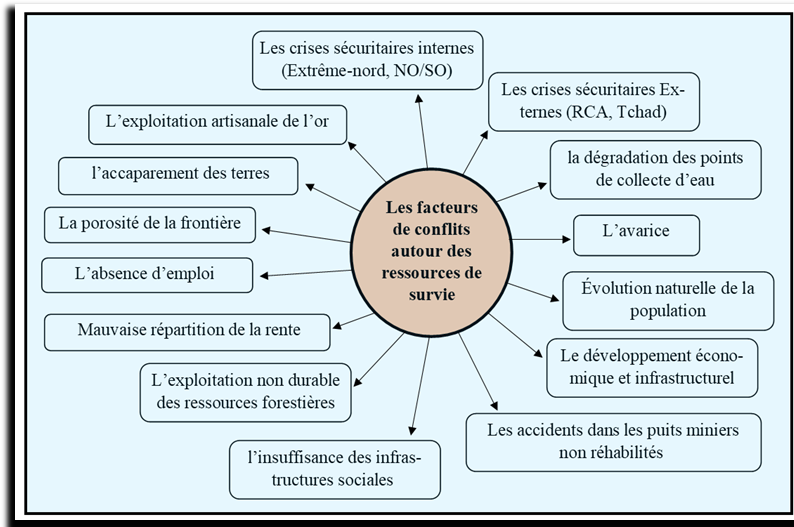 Les crises sécuritaires internes
(Extrême-nord, NO/SO)
Les crises sécuritaires Ex-
ternes (RCA, Tchad)
L'exploitation artisanale de l'or
la dégradation des points
de collecte d'eau
l'accaparement des terres
Les facteurs
de conflits
autour des
ressources de
survie
La porosité de la frontière
L'avarice
L'absence d'emploi
Évolution naturelle de la
population
Mauvaise répartition de la rente
Le développement écono-
mique et infrastructurel
L'exploitation non durable
des ressources forestières
Les accidents dans les puits miniers
non réhabilités
l'insuffisance des infras-
tructures sociales